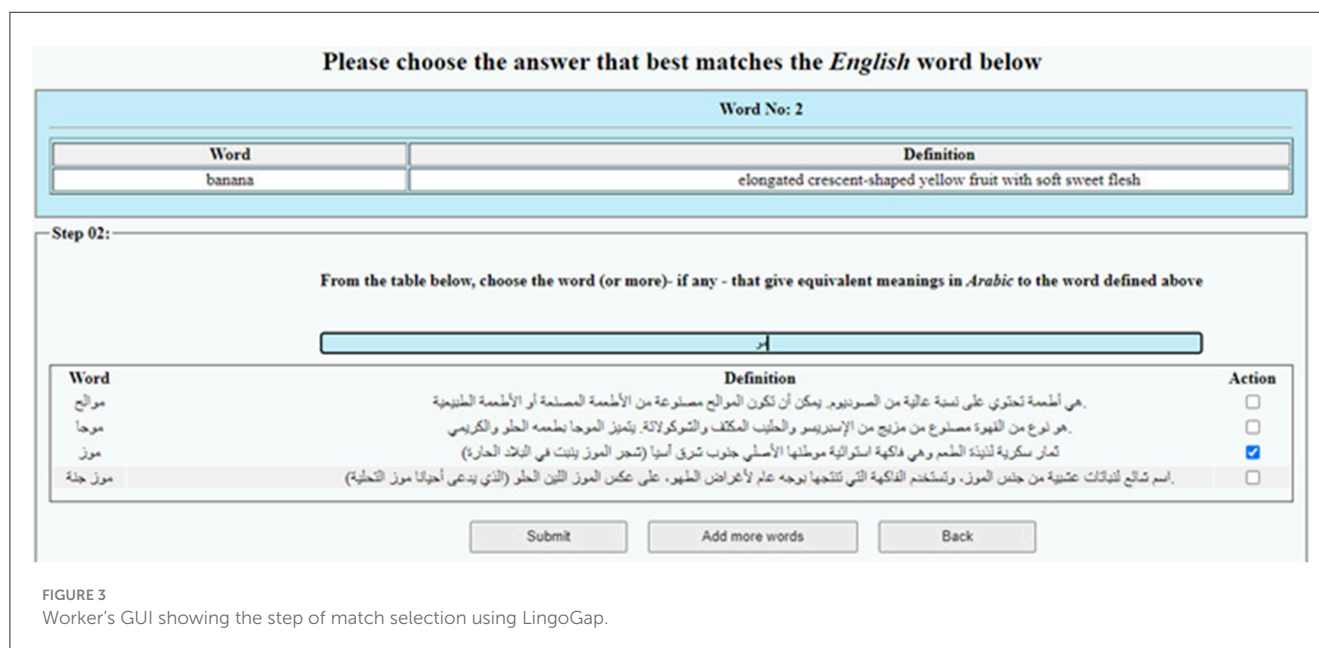 Please choose the answer that best matches the English word below
Word No: 2
Word Definition
banana elongated crescent-shaped yellow fruit with soft sweet flesh
Step 02:
From the table below, choose the word (or more)- if any - that give equivalent meanings in Arabic to the word defined above
Word Definition Action
موالح هي أطعمة تحتوي على نسبة عالية من الصوديوم. يمكن أن تكون الموالح مصنوعة من الأطعمة المصنعة أو الأطعمة الطبيعية.
موجا هو نوع من القهوة مصنوع من مزيج من الإسبريسو والحليب المكثف والشوكولاتة. يتميز الموجا بطعمه الحلو والكريمي.
موز ثمار سكرية لذيذة الطعم وهي فاكهة استوائية موطنها الأصلي جنوب شرق آسيا (شجر الموز ينبت في البلاد الحارة)
موز جنة اسم شائع لنباتات عشبية من جنس الموز، وتستخدم الفاكهة التي تنتجها بوجه عام لأغراض الطهو، على عكس الموز اللين الحلو (الذي يدعى أحيانا موز التحلية).
Submit Add more words Back
FIGURE 3
Worker's GUI showing the step of match selection using LingoGap.